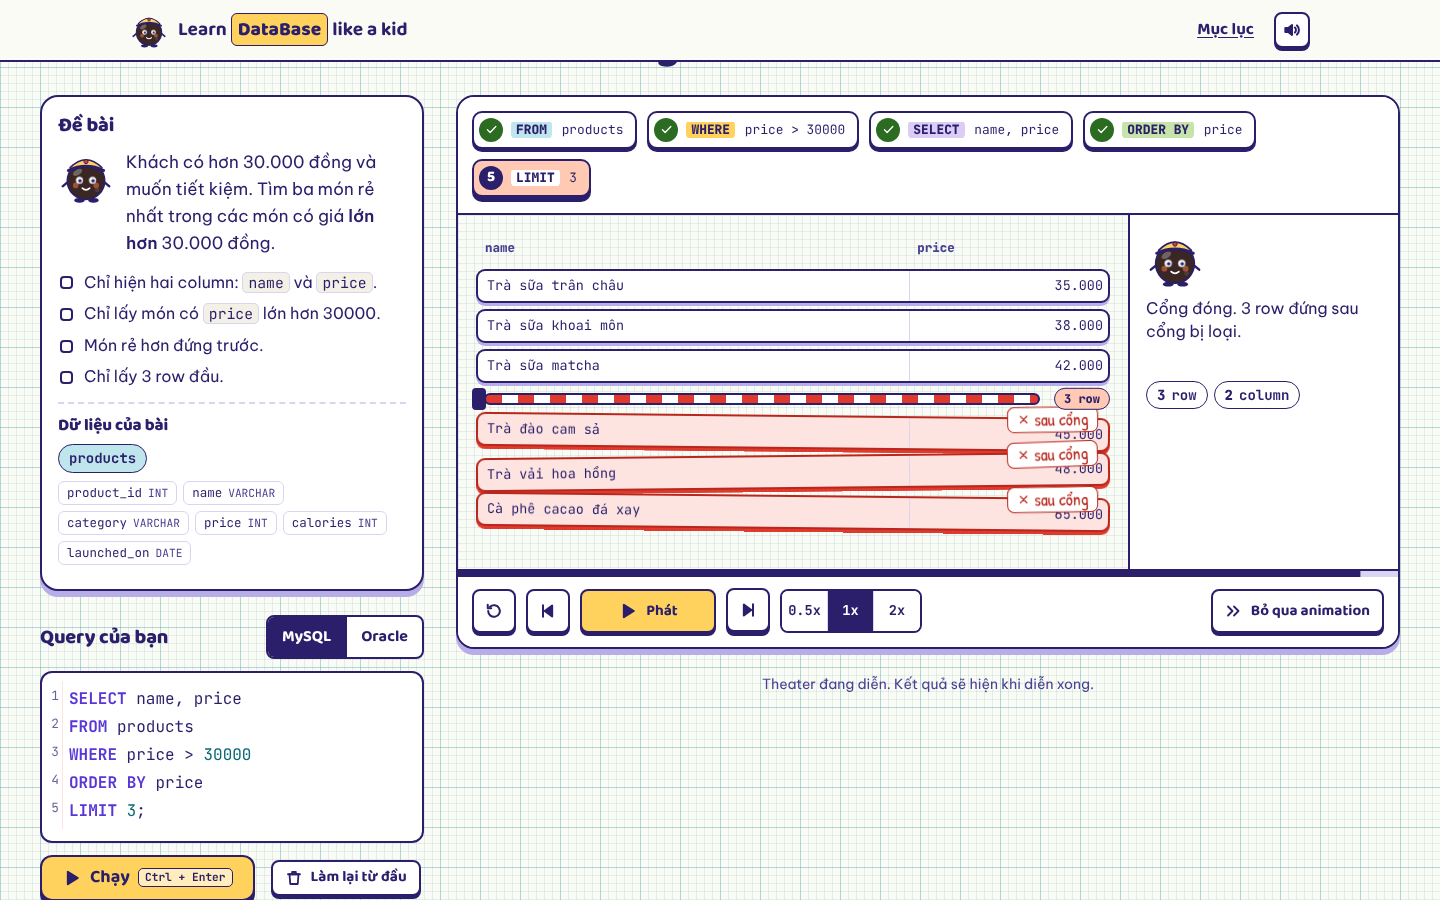 Learn DataBase like a kid
Mục lục
Đề bài
Khách có hơn 30.000 đồng và
muốn tiết kiệm. Tìm ba món rẻ
nhất trong các món có giá lớn
hơn 30.000 đồng.
Chỉ hiện hai column: name và price.
Chỉ lấy món có price lớn hơn 30000.
Món rẻ hơn đứng trước.
Chỉ lấy 3 row đầu.
Dữ liệu của bài
products
product_id INT name VARCHAR
category VARCHAR price INT calories INT
launched_on DATE
Query của bạn
MySQL Oracle
1 SELECT name, price
2 FROM products
3 WHERE price > 30000
4 ORDER BY price
5 LIMIT 3;
Chạy Ctrl + Enter
Làm lại từ đầu
FROM products WHERE price > 30000 SELECT name, price ORDER BY price
5 LIMIT 3
name price
Trà sữa trân châu 35.000
Trà sữa khoai môn 38.000
Trà sữa matcha 42.000
3 row
Trà đào cam sả 45.000 × sau cổng
Trà vải hoa hồng 48.000 × sau cổng
Cà phê cacao đá xay 65.000 × sau cổng
Cổng đóng. 3 row đứng sau
cổng bị loại.
3 row 2 column
Phát
0.5x 1x 2x
Bỏ qua animation
Theater đang diễn. Kết quả sẽ hiện khi diễn xong.